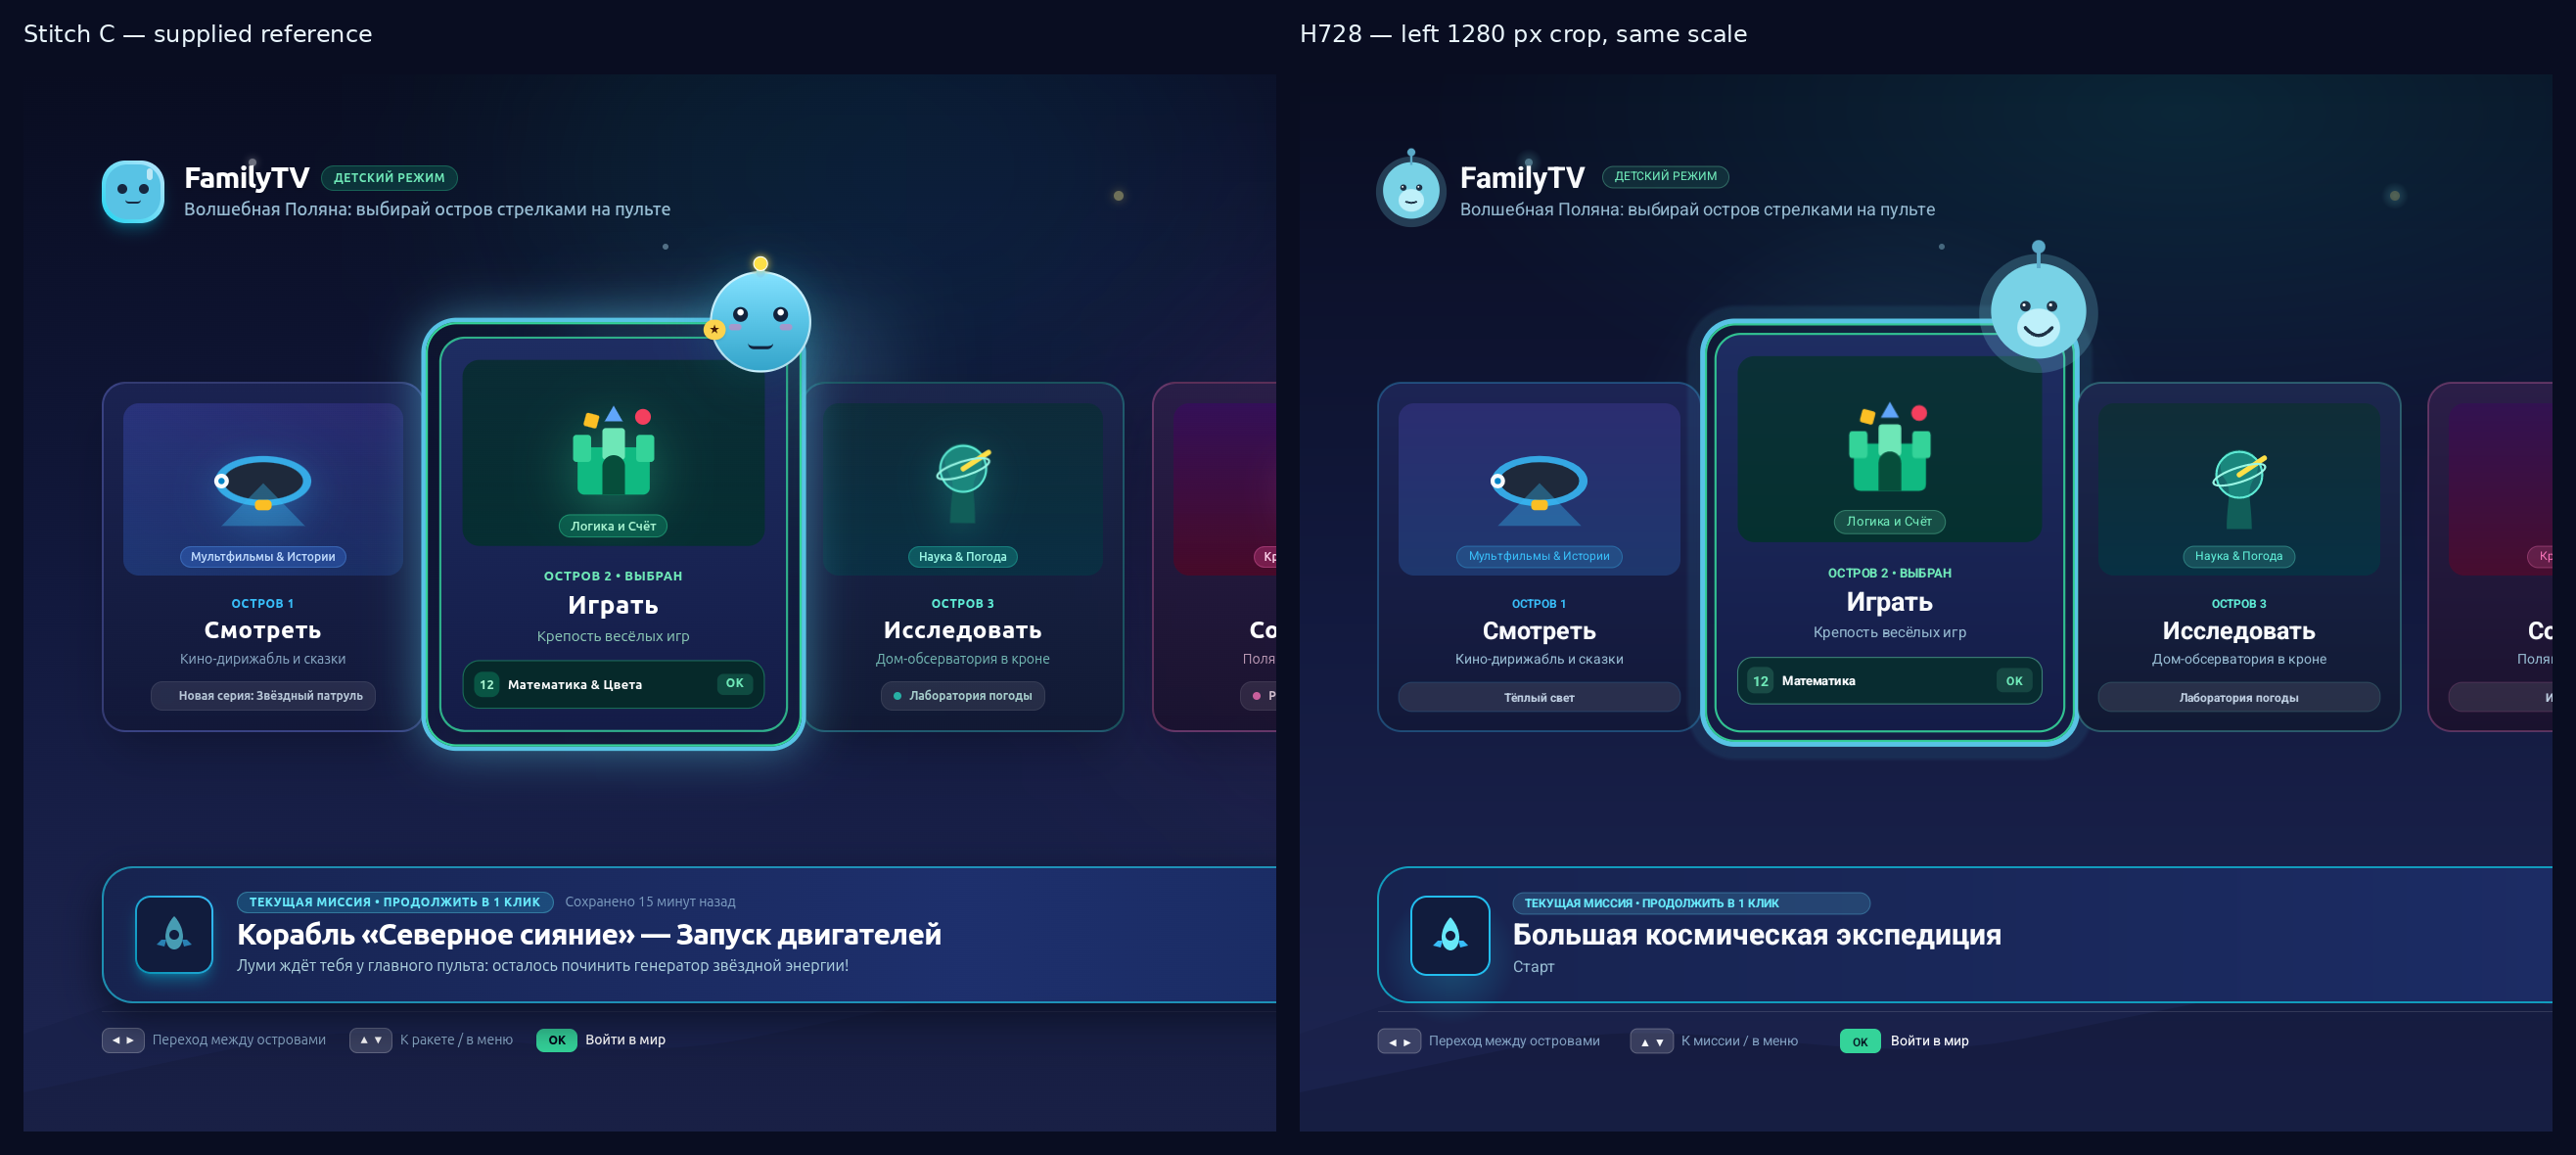 Stitch C — supplied reference
FamilyTV
ДЕТСКИЙ РЕЖИМ
Волшебная Поляна: выбирай остров стрелками на пульте
Мультфильмы & Истории
ОСТРОВ 1
Смотреть
Кино-дирижабль и сказки
Новая серия: Звёздный патруль
Логика и Счёт
ОСТРОВ 2 • ВЫБРАН
Играть
Крепость весёлых игр
12 Математика & Цвета OK
Наука & Погода
ОСТРОВ 3
Исследовать
Дом-обсерватория в кроне
Лаборатория погоды
Кр
Со
Поля
Р
ТЕКУЩАЯ МИССИЯ • ПРОДОЛЖИТЬ В 1 КЛИК Сохранено 15 минут назад
Корабль «Северное сияние» — Запуск двигателей
Луми ждёт тебя у главного пульта: осталось починить генератор звёздной энергии!
◄ ► Переход между островами ▲ ▼ К ракете / в меню OK Войти в мир
H728 — left 1280 px crop, same scale
FamilyTV
ДЕТСКИЙ РЕЖИМ
Волшебная Поляна: выбирай остров стрелками на пульте
Мультфильмы & Истории
ОСТРОВ 1
Смотреть
Кино-дирижабль и сказки
Тёплый свет
Логика и Счёт
ОСТРОВ 2 • ВЫБРАН
Играть
Крепость весёлых игр
12 Математика OK
Наука & Погода
ОСТРОВ 3
Исследовать
Дом-обсерватория в кроне
Лаборатория погоды
Кр
Со
Поля
И
ТЕКУЩАЯ МИССИЯ • ПРОДОЛЖИТЬ В 1 КЛИК
Большая космическая экспедиция
Старт
◄ ► Переход между островами ▲ ▼ К миссии / в меню OK Войти в мир